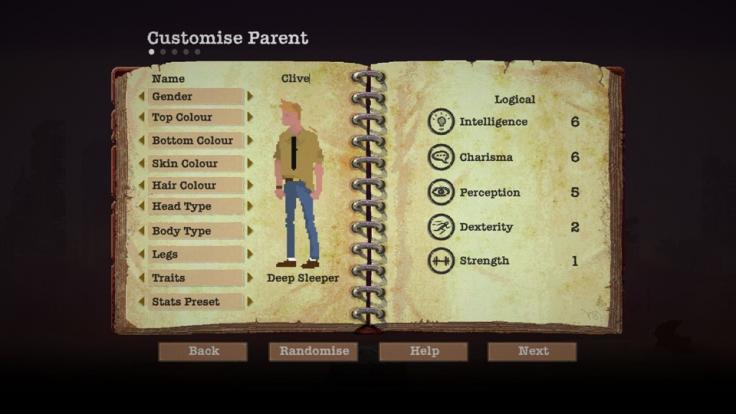 Customise Parent
Name Clive
Gender
Top Colour
Bottom Colour
Skin Colour
Hair Colour
Head Type
Body Type
Legs
Traits
Stats Preset
Deep Sleeper
Logical
Intelligence 6
Charisma 6
Perception 5
Dexterity 2
Strength 1
Back Randomise Help Next